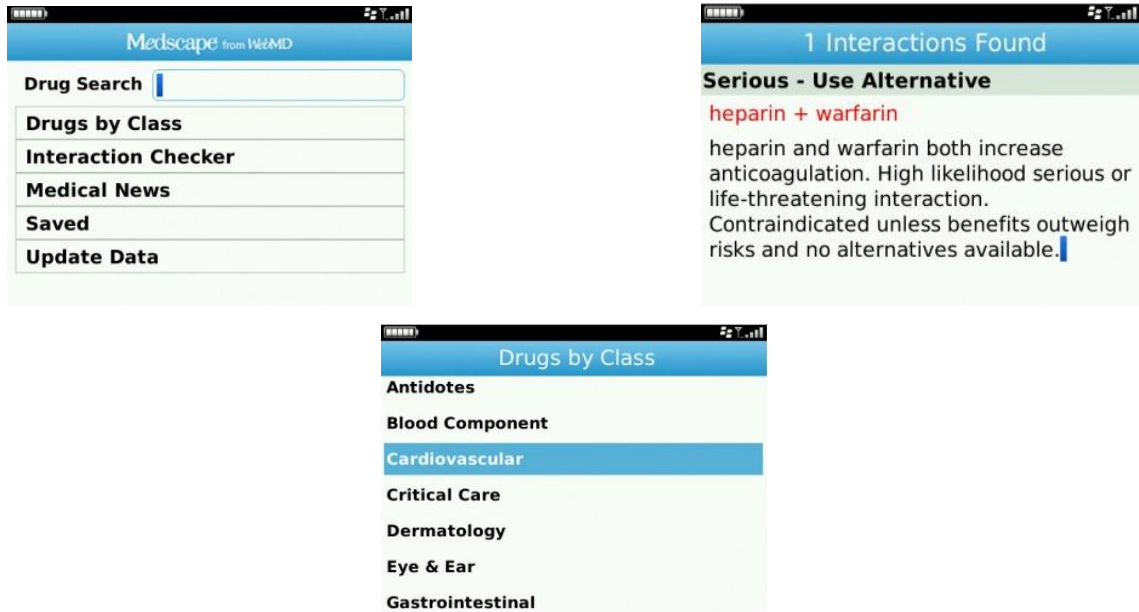 Medscape from WebMD
Drug Search
Drugs by Class
Interaction Checker
Medical News
Saved
Update Data
1 Interactions Found
Serious - Use Alternative
heparin + warfarin
heparin and warfarin both increase
anticoagulation. High likelihood serious or
life-threatening interaction.
Contraindicated unless benefits outweigh
risks and no alternatives available.
Drugs by Class
Antidotes
Blood Component
Cardiovascular
Critical Care
Dermatology
Eye & Ear
Gastrointestinal